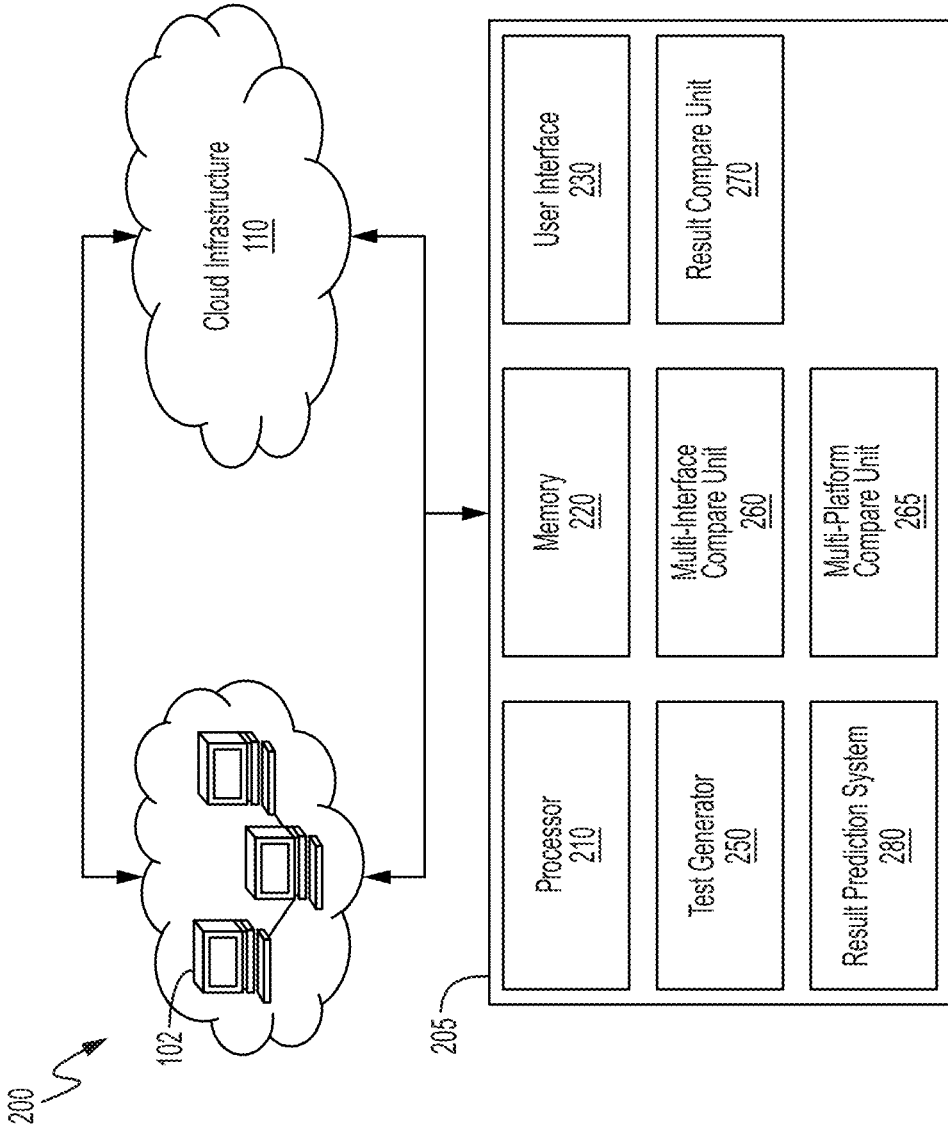 200
102
Cloud Infrastructure
110
205
Processor
210
Memory
220
User Interface
230
Test Generator
250
Multi-Interface
Compare Unit
260
Result Compare Unit
270
Result Prediction System
280
Multi-Platform
Compare Unit
265